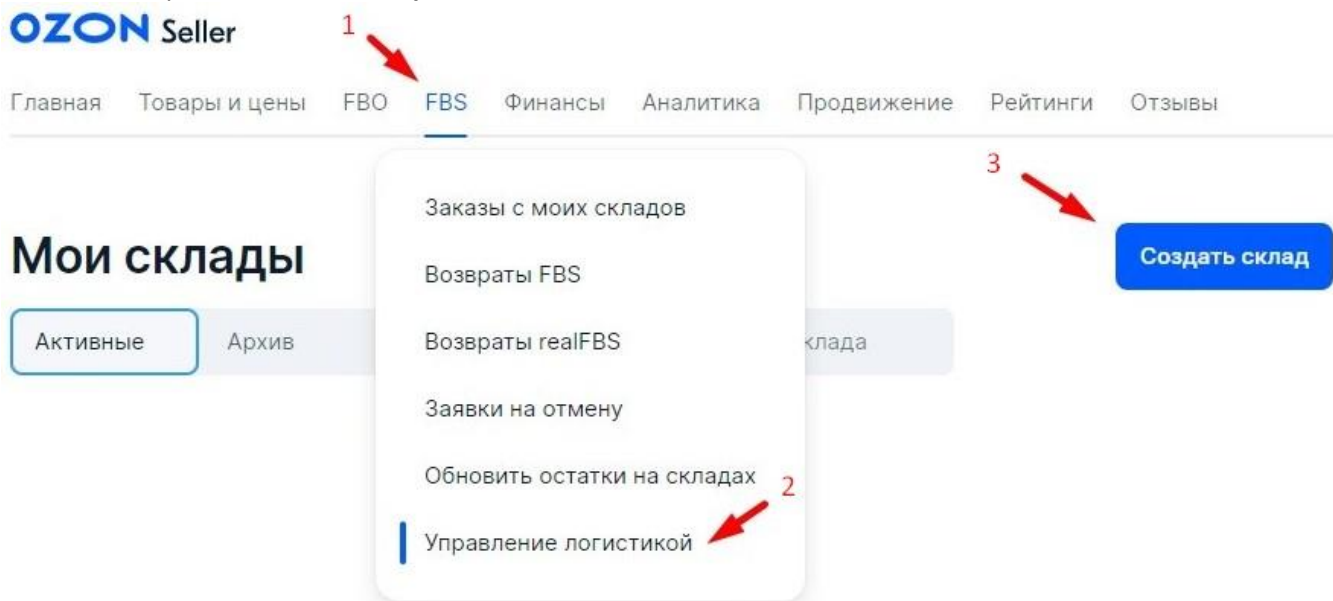 OZON Seller
1
Главная Товары и цены FBO FBS Финансы Аналитика Продвижение Рейтинги Отзывы
3
Мои склады
Создать склад
Активные Архив клада
Заказы с моих складов
Возвраты FBS
Возвраты realFBS
Заявки на отмену
Обновить остатки на складах
2
Управление логистикой